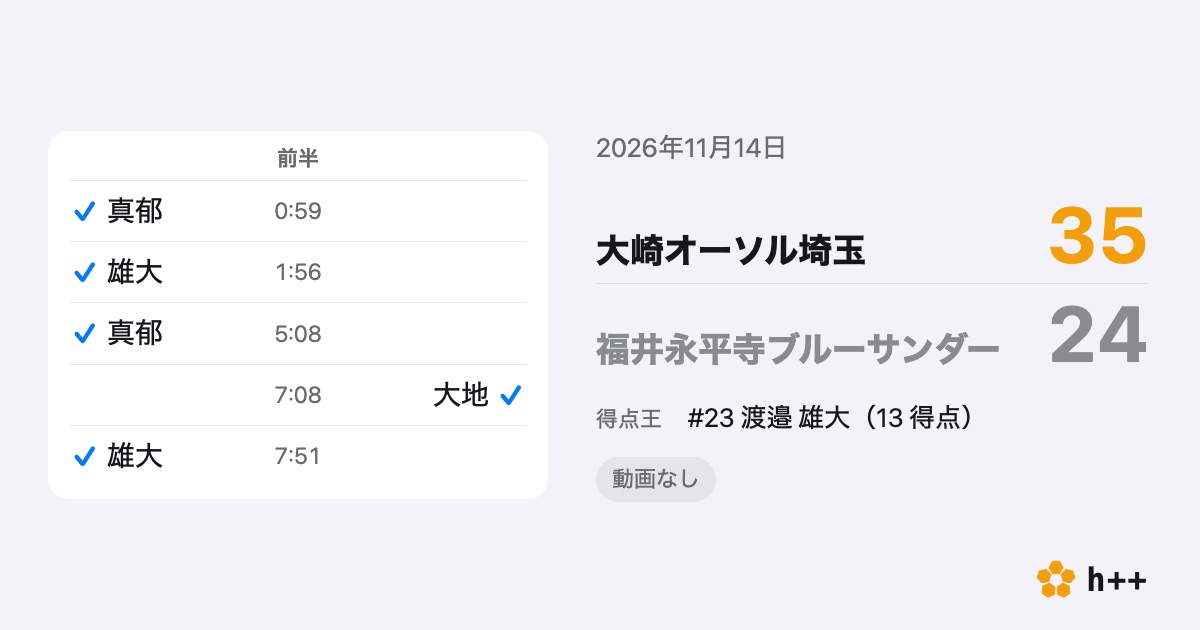 前半
真郁 0:59
雄大 1:56
真郁 5:08
7:08 大地
雄大 7:51
2026年11月14日
大崎オーソル埼玉 35
福井永平寺ブルーサンダー 24
得点王 #23 渡邉 雄大（13 得点）
動画なし
h++